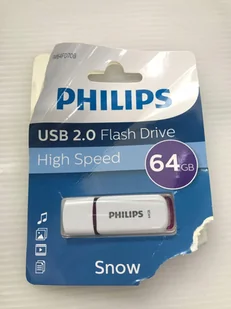 PHILIPS
USB 2.0 Flash Drive
High Speed
64GB
PHILIPS
Snow